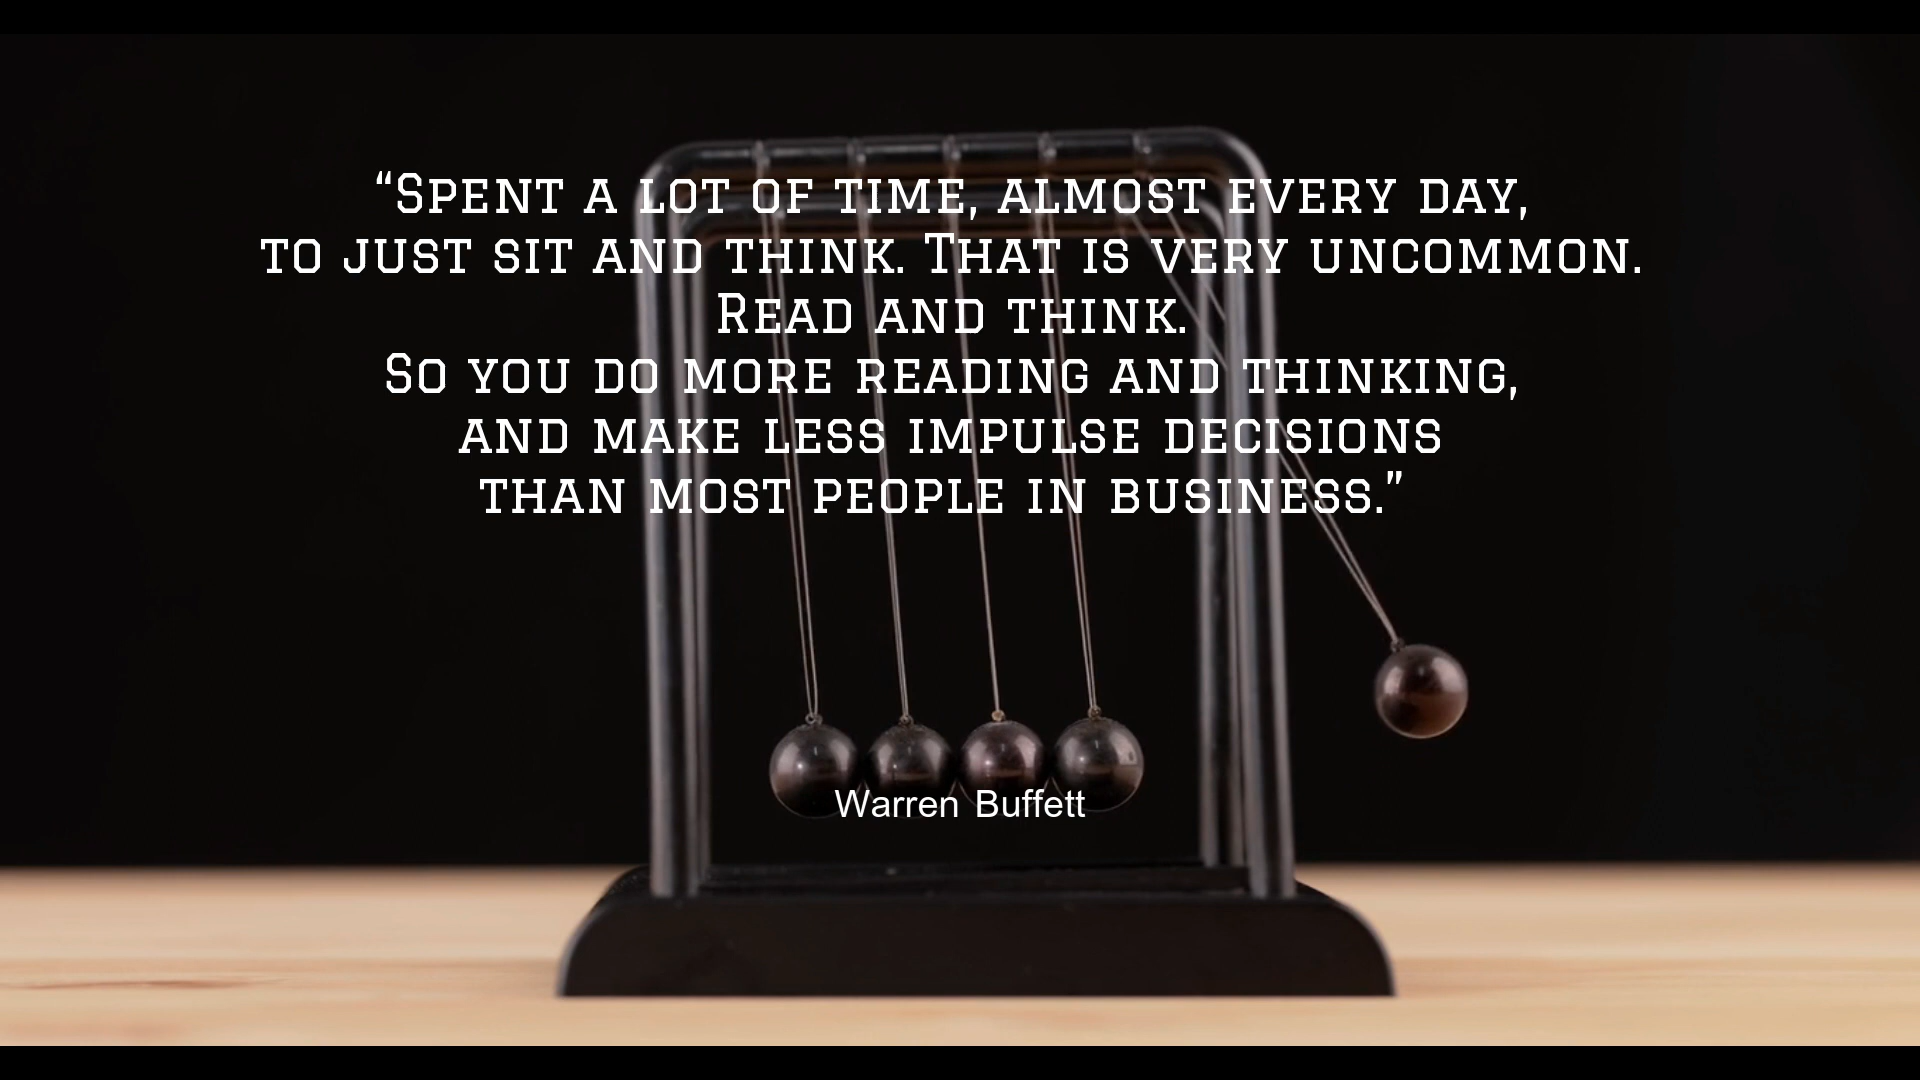 “Spent a lot of time, almost every day,
to just sit and think. That is very uncommon.
Read and think.
So you do more reading and thinking,
and make less impulse decisions
than most people in business.”
Warren Buffett